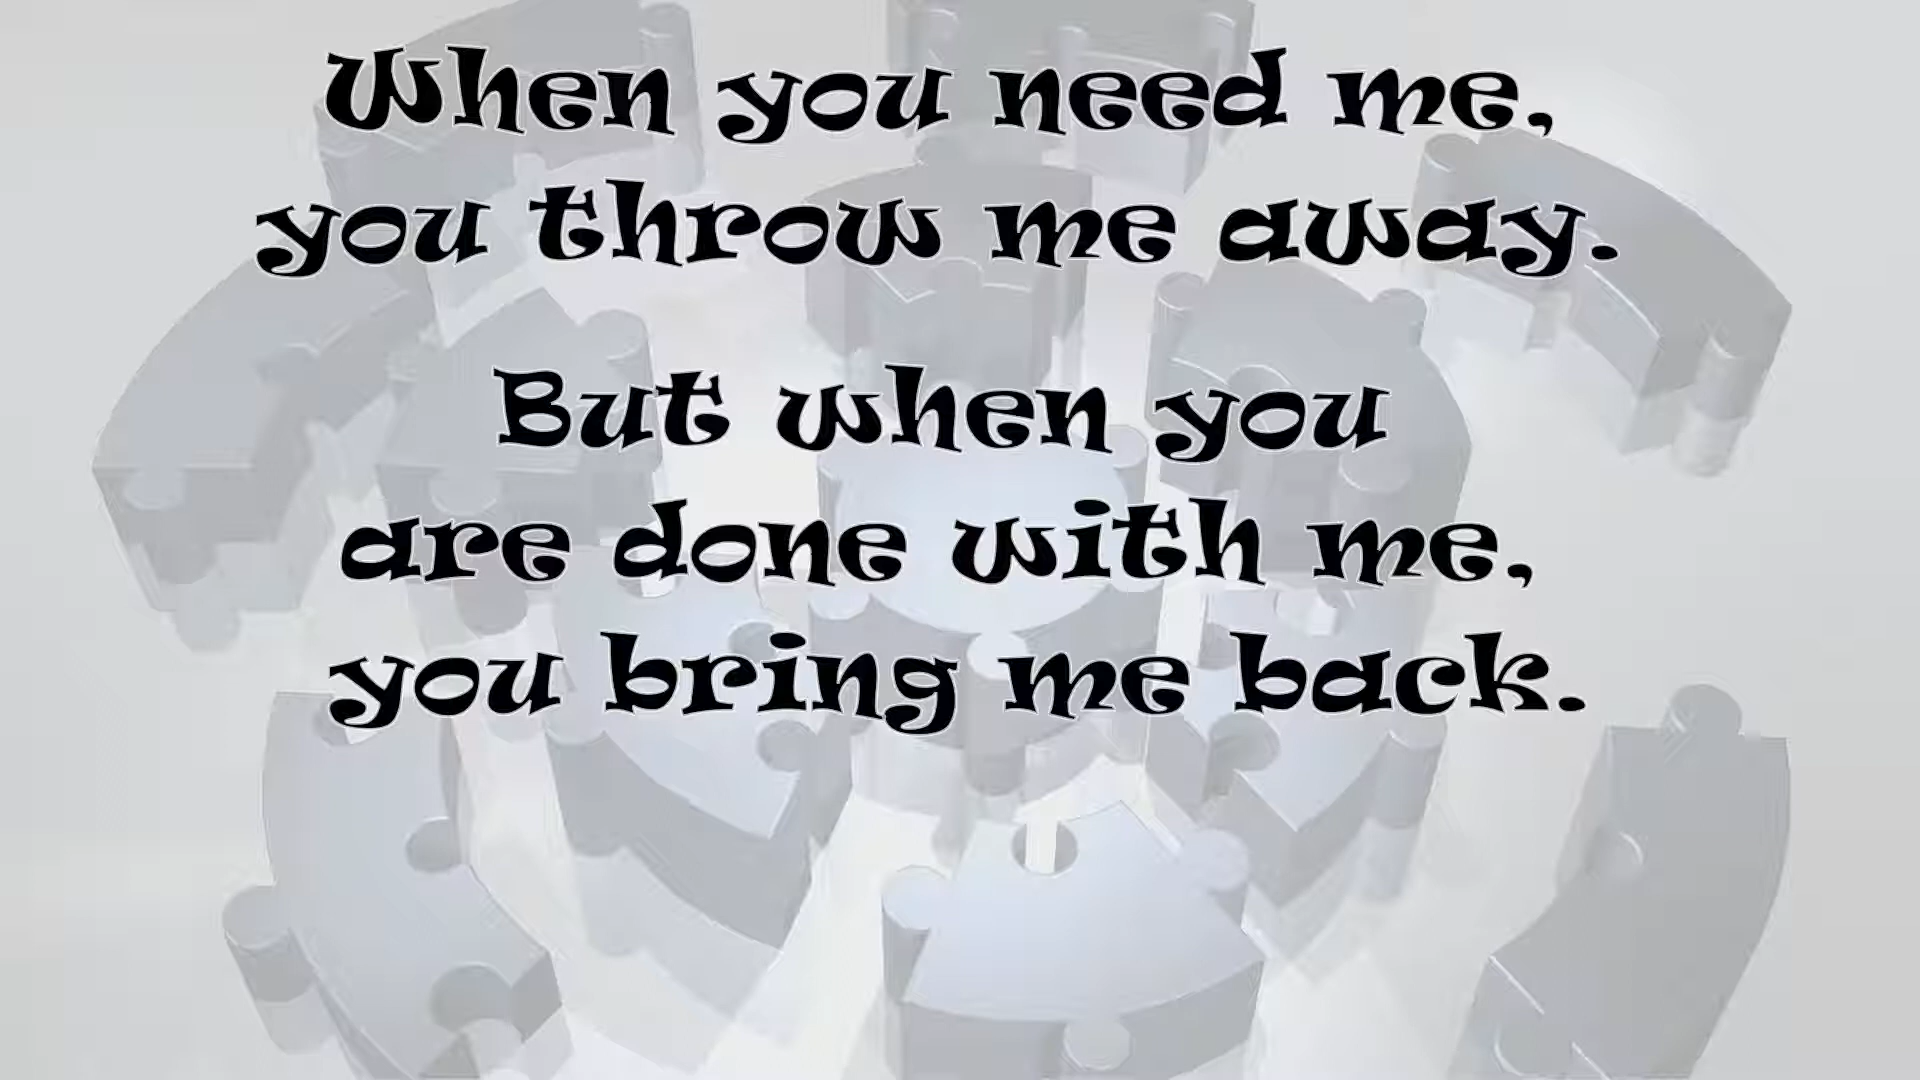 When you need me,
you throw me away.
But when you
are done with me,
you bring me back.